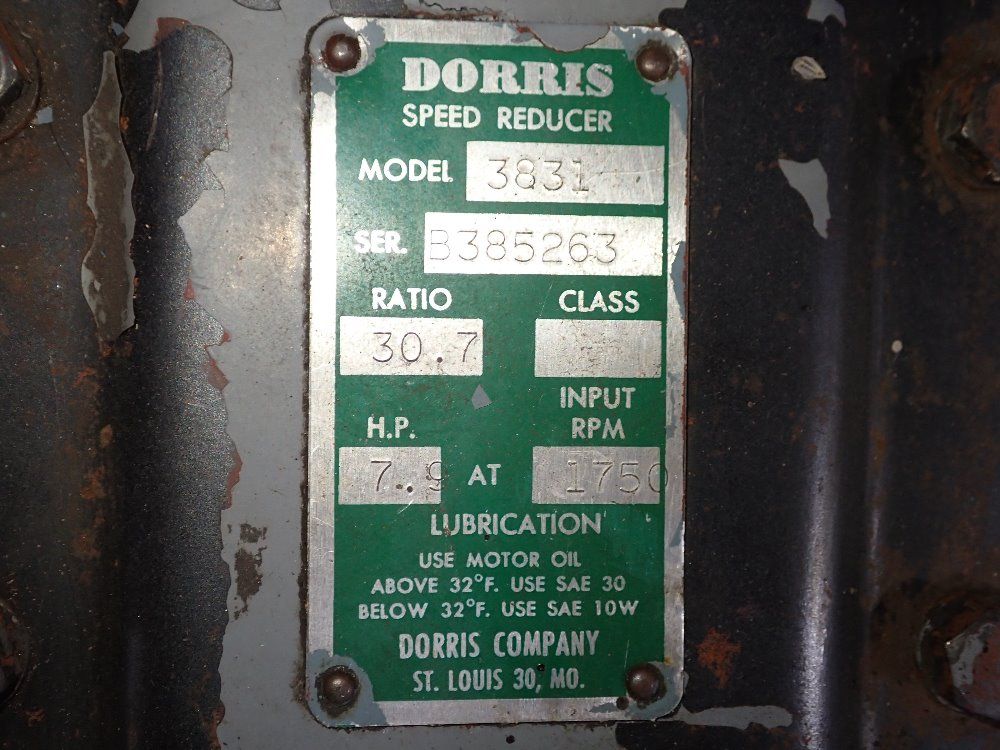 DORRIS
SPEED REDUCER
MODEL 3831
SER. B385263
RATIO CLASS
30.7
INPUT
H.P. RPM
7.9 AT 1750
LUBRICATION
USE MOTOR OIL
ABOVE 32°F. USE SAE 30
BELOW 32°F. USE SAE 10W
DORRIS COMPANY
ST. LOUIS 30, MO.